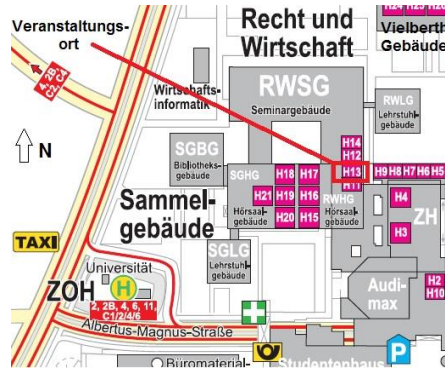 Veranstaltungs-
ort
Recht und
Wirtschaft
Vielberth
Gebäude
4, 2B,
C2, C4
N
Wirtschafts-
informatik
RWSG
Seminargebäude
RWLG
Lehrstuhl-
gebäude
SGBG
Bibliotheks-
gebäude
H14
H12
H13
H11
H9 H8 H7 H6 H5
SGHG
Hörsaal-
gebäude
H18 H17
H21 H19 H16
H20 H15
RWHG
Hörsaal-
gebäude
H4
H3
ZH
Sammel-
gebäude
SGLG
Lehrstuhl-
gebäude
TAXI
Universität
H
ZOH
2, 2B, 4, 6, 11
C1/2/4/6
Albertus-Magnus-Straße
Audi-
max
H2
H10
P
Büromaterial-
Studentenhaus